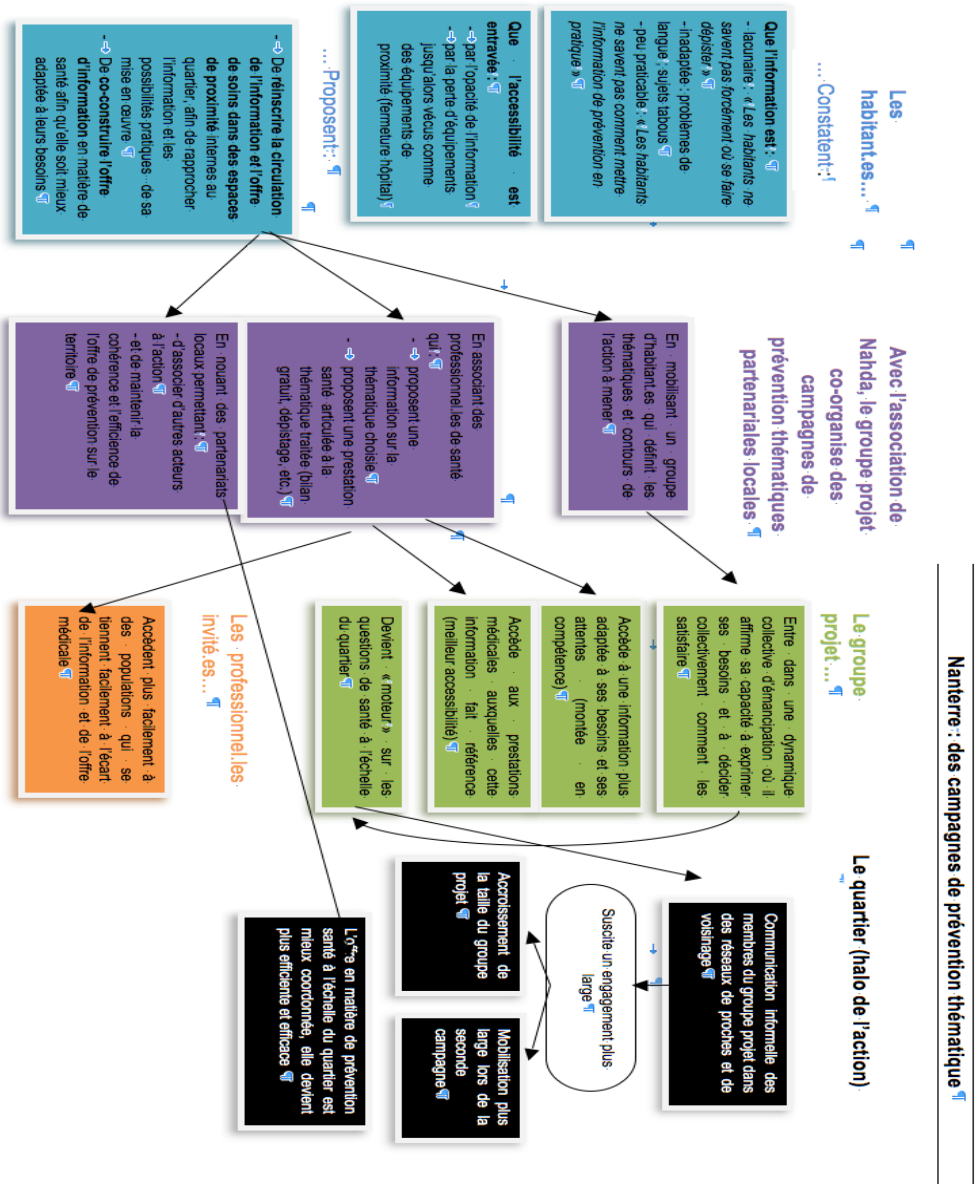 Nanterre : des campagnes de prévention thématique
Les
habitant.es…
… Constatent :
Que l'information est :
- lacunaire : « Les habitants ne
savent pas forcément où se faire
dépister »
- inadaptée : problèmes de
langue ; sujets tabous
- peu praticable : « Les habitants
ne savent pas comment mettre
l'information de prévention en
pratique »
Que l'accessibilité est
entravée :
- par l'opacité de l'information
- par la perte d'équipements
jusqu'alors vécus comme
des équipements de
proximité (fermeture hôpital)
… Proposent :
- De réinscrire la circulation
de l'information et l'offre
de soins dans des espaces
de proximité internes au
quartier, afin de rapprocher
l'information et les
possibilités pratiques de sa
mise en œuvre
- De co-construire l'offre
d'information en matière de
santé afin qu'elle soit mieux
adaptée à leurs besoins
Avec l'association de
Nahda, le groupe projet
co-organise des
campagnes de
prévention thématiques
partenariales locales
En mobilisant un groupe
d'habitant.es qui définit les
thématiques et contours de
l'action à mener
En associant des
professionnel.les de santé
qui :
- proposent une
information sur la
thématique choisie
- proposent une prestation
santé articulée à la
thématique traitée (bilan
gratuit, dépistage, etc.)
En nouant des partenariats
locaux permettant :
- d'associer d'autres acteurs
à l'action
- et de maintenir la
cohérence et l'efficience de
l'offre de prévention sur le
territoire
Le groupe
projet …
Entre dans une dynamique
collective d'émancipation où il
affirme sa capacité à exprimer
ses besoins et à décider
collectivement comment les
satisfaire
Accède à une information plus
adaptée à ses besoins et ses
attentes (montée en
compétence)
Accède aux prestations
médicales auxquelles cette
information fait référence
(meilleur accessibilité)
Devient « moteur » sur les
questions de santé à l'échelle
du quartier
Les professionnel.les
invité.es…
Accèdent plus facilement à
des populations qui se
tiennent facilement à l'écart
de l'information et de l'offre
médicale
Le quartier (halo de l'action)
Communication informelle des
membres du groupe projet dans
des réseaux de proches et de
voisinage
Suscite un engagement plus
large
Accroissement de
la taille du groupe
projet
Mobilisation plus
large lors de la
seconde
campagne
L'offre en matière de prévention
santé à l'échelle du quartier est
mieux coordonnée, elle devient
plus efficiente et efficace